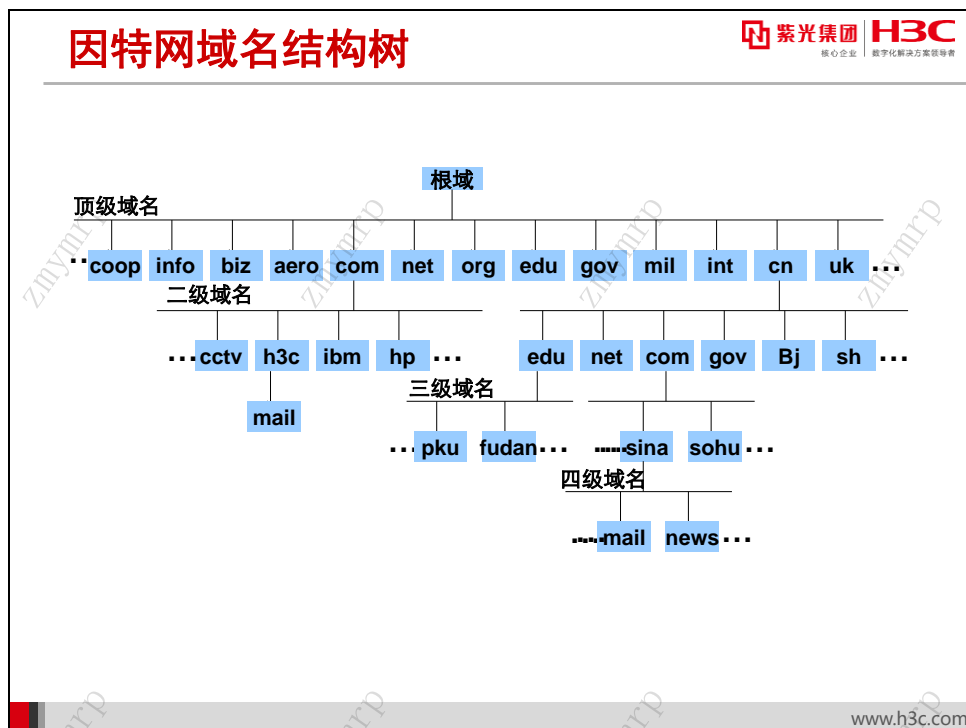 因特网域名结构树
紫光集团 H3C
核心企业 数字化解决方案领导者
根域
顶级域名
··coop info biz aero com net org edu gov mil int cn uk ···
二级域名
···cctv h3c ibm hp··· edu net com gov Bj sh ···
三级域名
mail
···pku fudan··· ······sina sohu···
四级域名
······mail news···
zmymrp zmymrp zmymrp
www.h3c.com